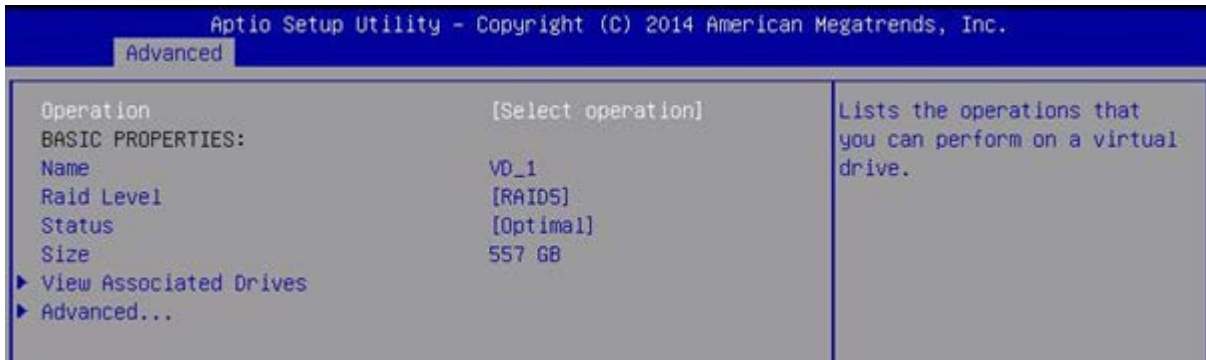 Aptio Setup Utility – Copyright (C) 2014 American Megatrends, Inc.
Advanced
Operation [Select operation]
BASIC PROPERTIES:
Name VD_1
Raid Level [RAID5]
Status [Optimal]
Size 557 GB
View Associated Drives
Advanced...
Lists the operations that
you can perform on a virtual
drive.